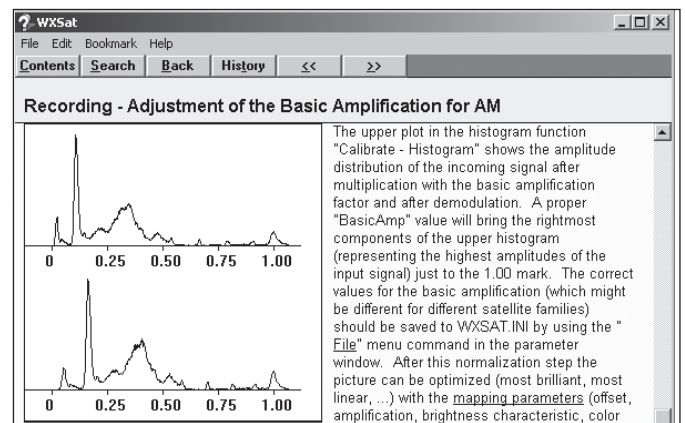 WXSat
File Edit Bookmark Help
Contents Search Back History << >>
Recording - Adjustment of the Basic Amplification for AM
0 0.25 0.50 0.75 1.00
0 0.25 0.50 0.75 1.00
The upper plot in the histogram function
"Calibrate - Histogram" shows the amplitude
distribution of the incoming signal after
multiplication with the basic amplification
factor and after demodulation. A proper
"BasicAmp" value will bring the rightmost
components of the upper histogram
(representing the highest amplitudes of the
input signal) just to the 1.00 mark. The correct
values for the basic amplification (which might
be different for different satellite families)
should be saved to WXSAT.INI by using the "
File" menu command in the parameter
window. After this normalization step the
picture can be optimized (most brilliant, most
linear, ...) with the mapping parameters (offset,
amplification, brightness characteristic, color